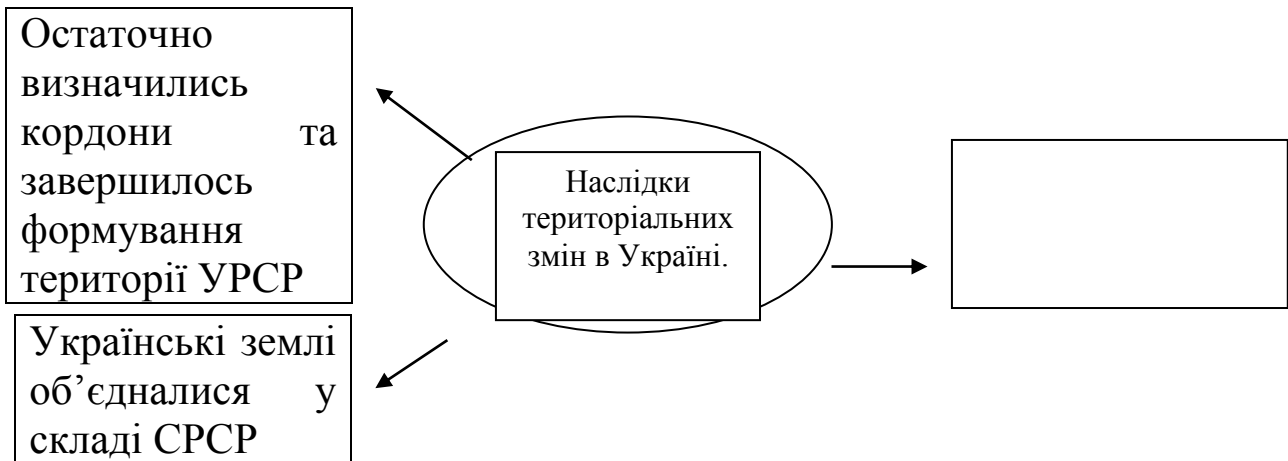 Остаточно
визначились
кордони та
завершилось
формування
території УРСР
Українські землі
об’єдналися у
складі СРСР
Наслідки
територіальних
змін в Україні.